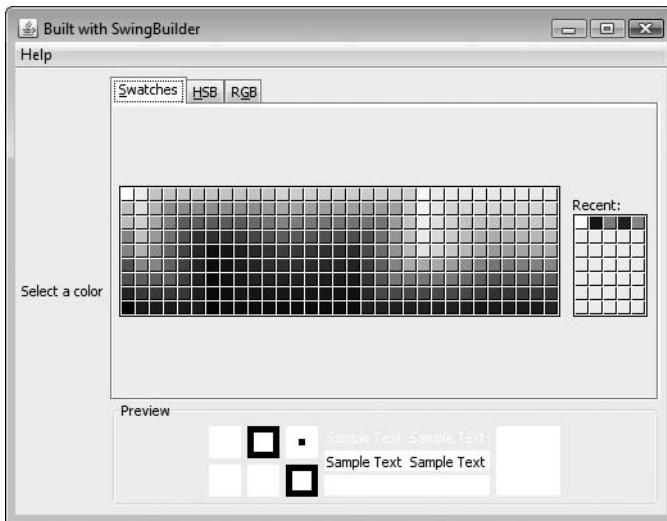 Built with SwingBuilder
Help
Swatches HSB RGB
Recent:
Select a color
Preview
Sample Text Sample Text
Sample Text Sample Text